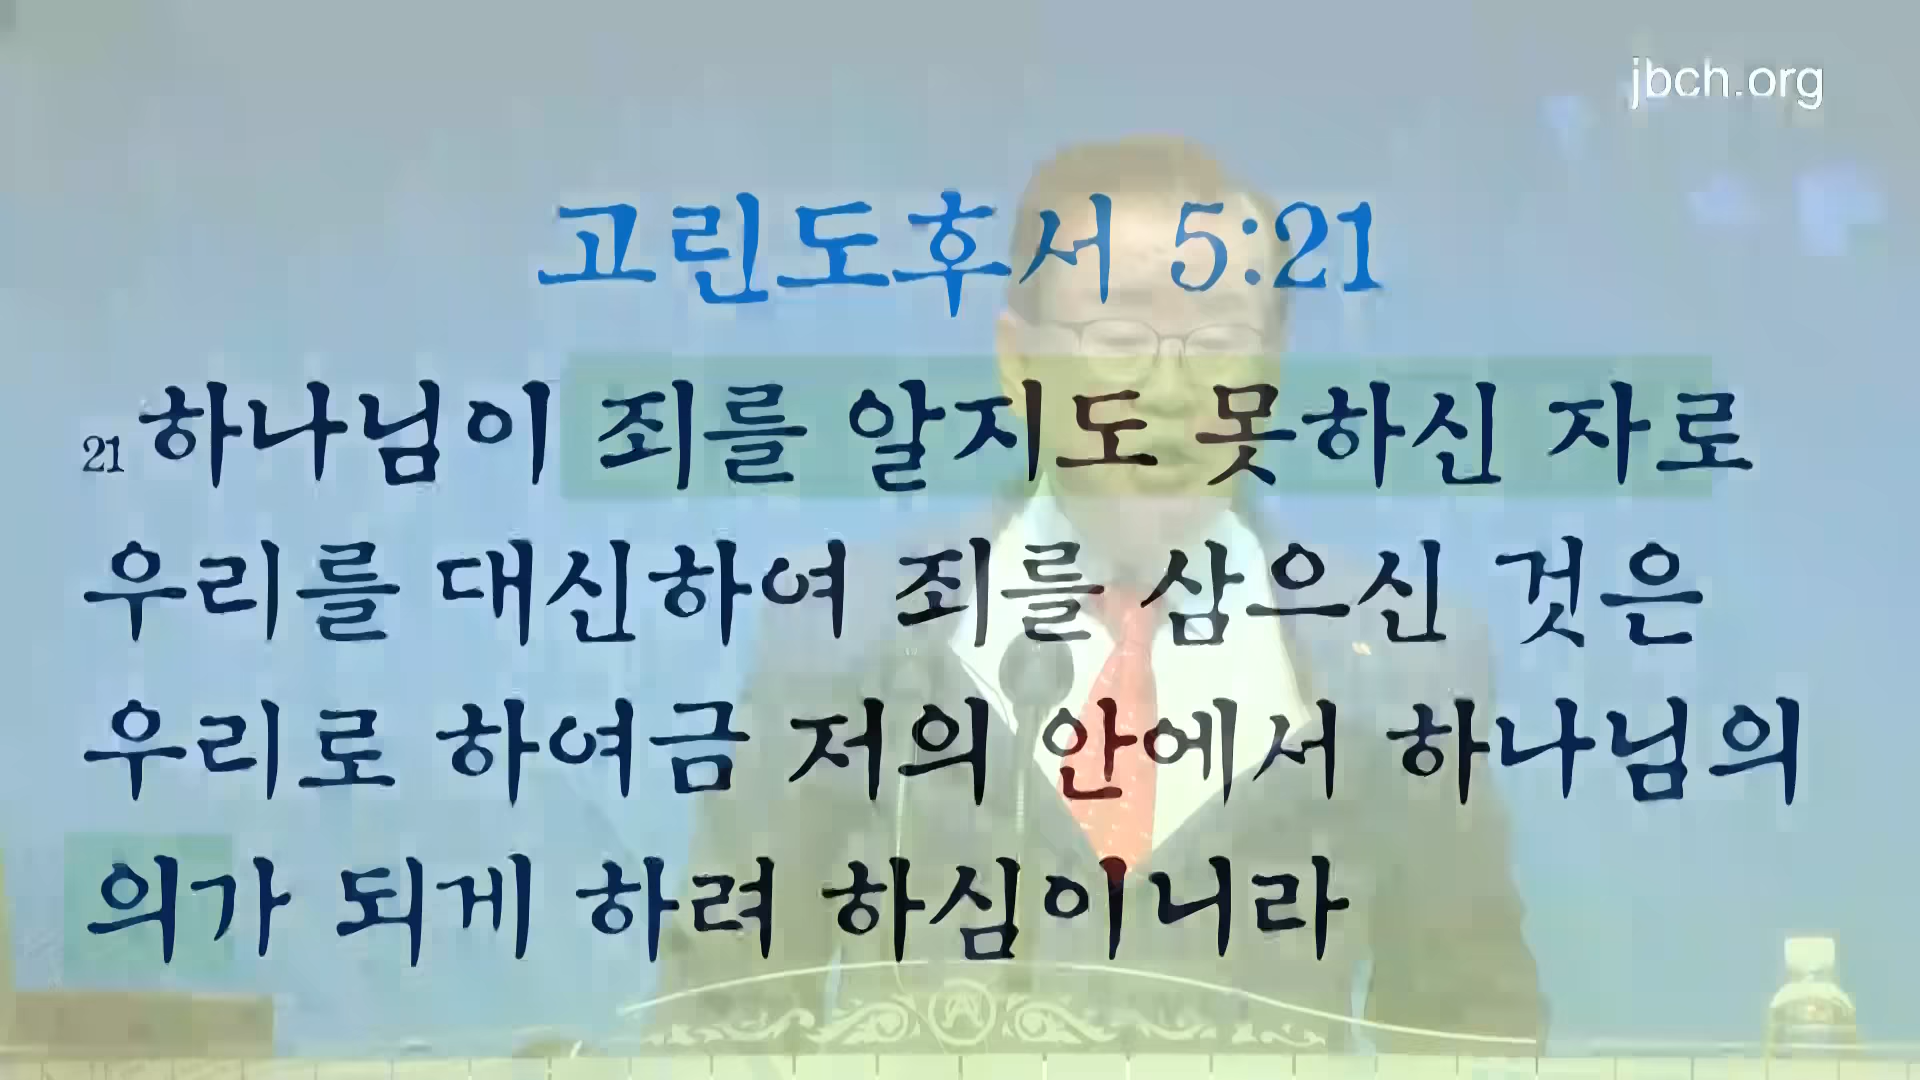 jbch.org
고린도후서 5:21
21 하나님이 죄를 알지도 못하신 자로
우리를 대신하여 죄를 삼으신 것은
우리로 하여금 저의 안에서 하나님의
의가 되게 하려 하심이니라